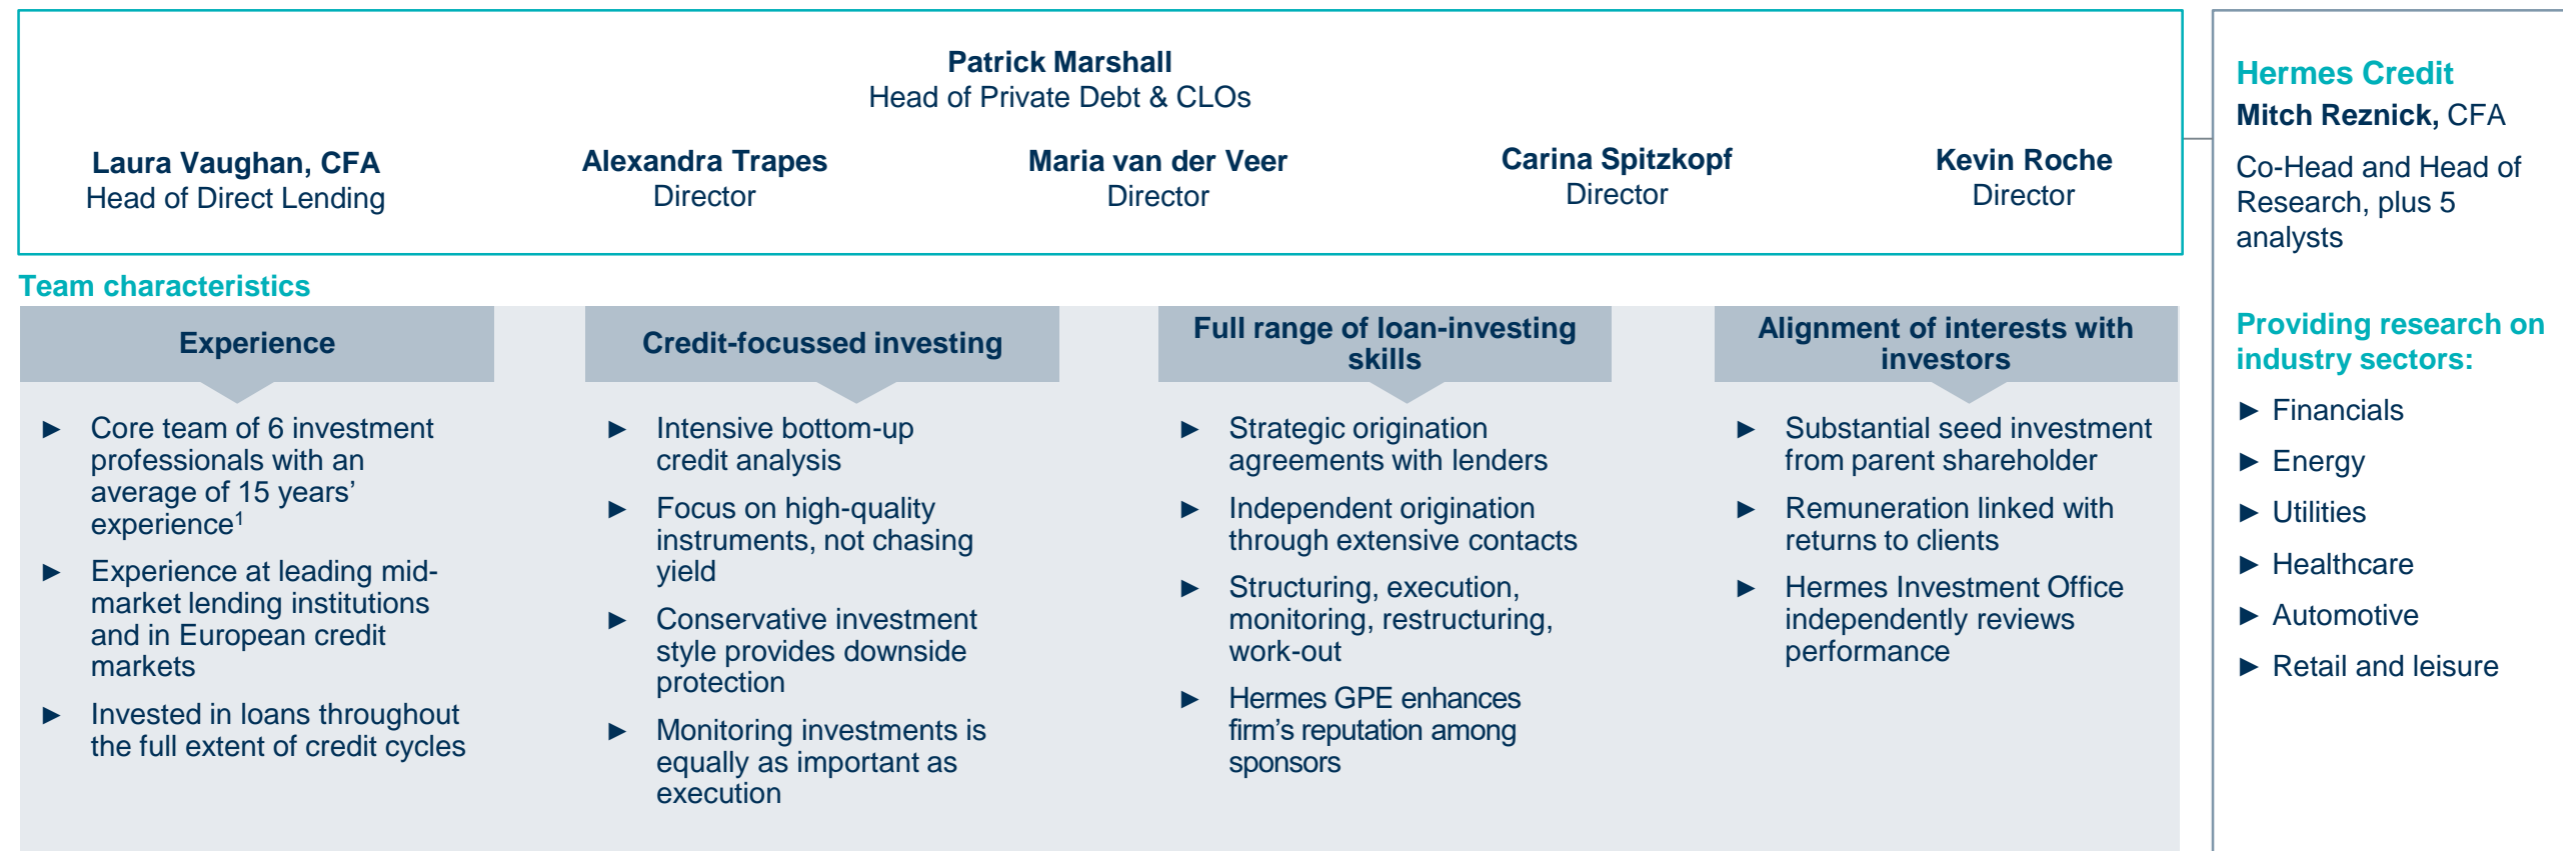 Patrick Marshall
Head of Private Debt & CLOs
Laura Vaughan, CFA
Head of Direct Lending
Alexandra Trapes
Director
Maria van der Veer
Director
Carina Spitzkopf
Director
Kevin Roche
Director
Team characteristics
Experience
► Core team of 6 investment
professionals with an
average of 15 years’
experience¹
► Experience at leading mid-
market lending institutions
and in European credit
markets
► Invested in loans throughout
the full extent of credit cycles
Credit-focussed investing
► Intensive bottom-up
credit analysis
► Focus on high-quality
instruments, not chasing
yield
► Conservative investment
style provides downside
protection
► Monitoring investments is
equally as important as
execution
Full range of loan-investing
skills
► Strategic origination
agreements with lenders
► Independent origination
through extensive contacts
► Structuring, execution,
monitoring, restructuring,
work-out
► Hermes GPE enhances
firm’s reputation among
sponsors
Alignment of interests with
investors
► Substantial seed investment
from parent shareholder
► Remuneration linked with
returns to clients
► Hermes Investment Office
independently reviews
performance
Hermes Credit
Mitch Reznick, CFA
Co-Head and Head of
Research, plus 5
analysts
Providing research on
industry sectors:
► Financials
► Energy
► Utilities
► Healthcare
► Automotive
► Retail and leisure